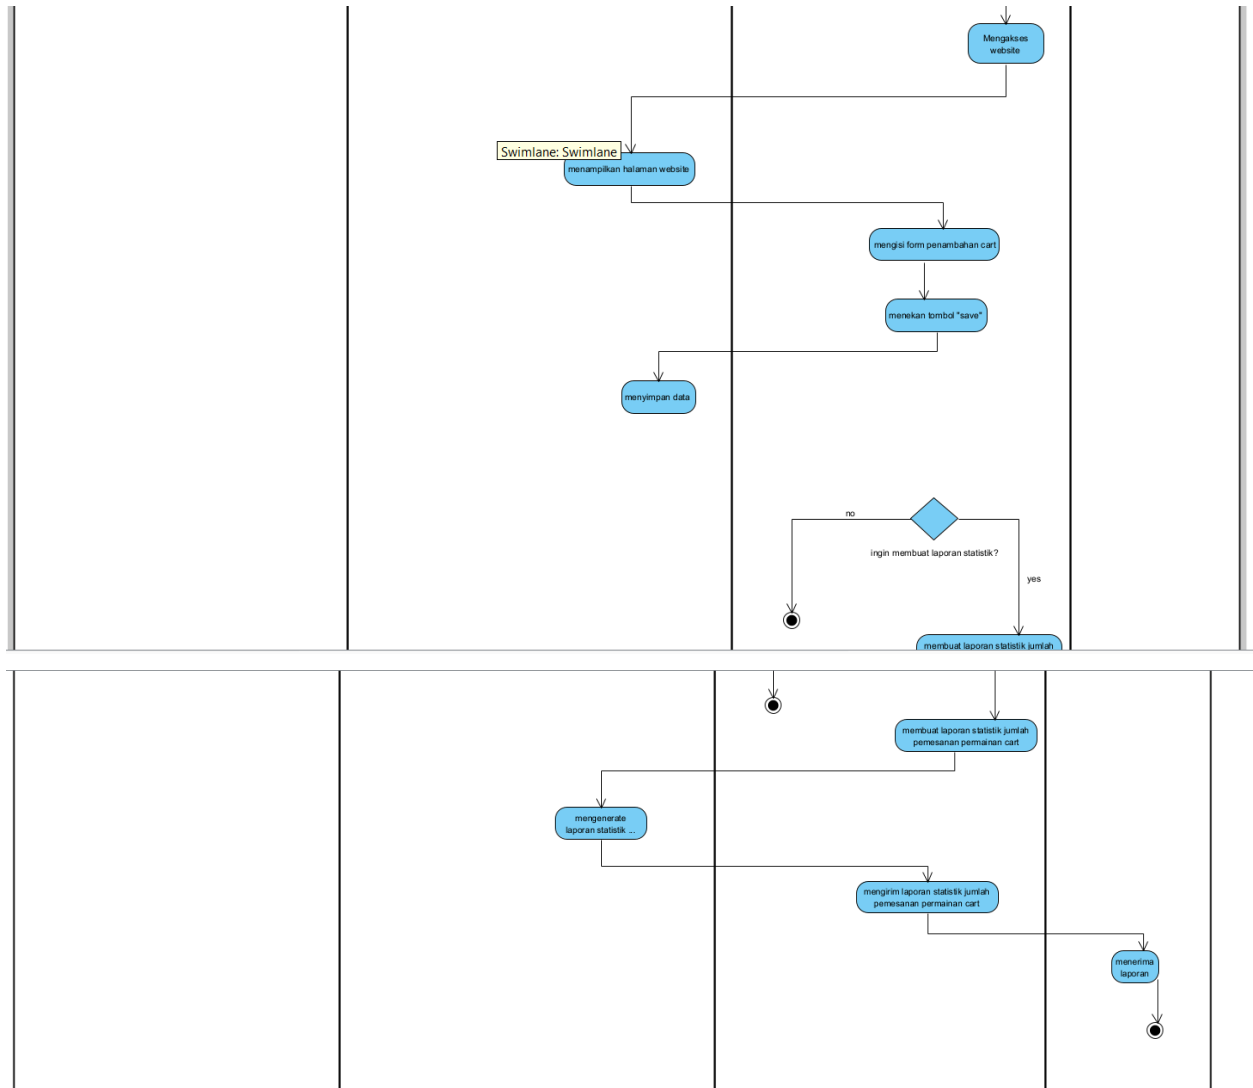 Mengakses
website
Swimlane: Swimlane
menampilkan halaman website
mengisi form penambahan cart
menekan tombol "save"
menyimpan data
no
ingin membuat laporan statistik?
yes
membuat laporan statistik jumlah
membuat laporan statistik jumlah
pemesanan permainan cart
mengenerate
laporan statistik ...
mengirim laporan statistik jumlah
pemesanan permainan cart
menerima
laporan